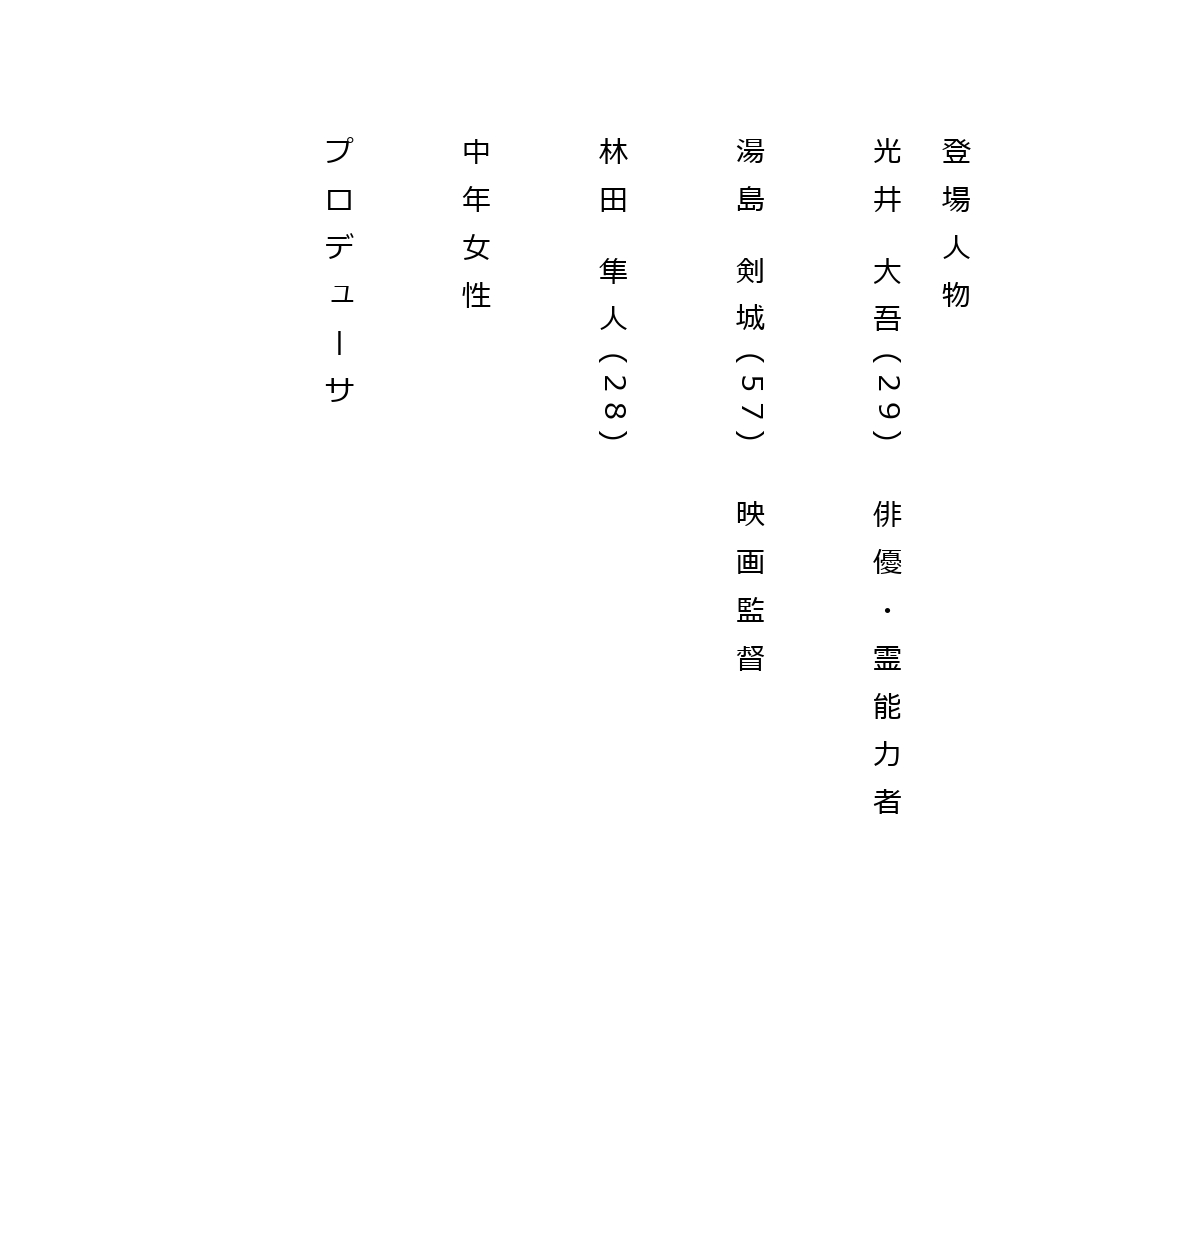 登場人物
光井 大吾(29) 俳優・霊能力者
湯島 剣城(57) 映画監督
林田 隼人(28)
中年女性
プロデューサ